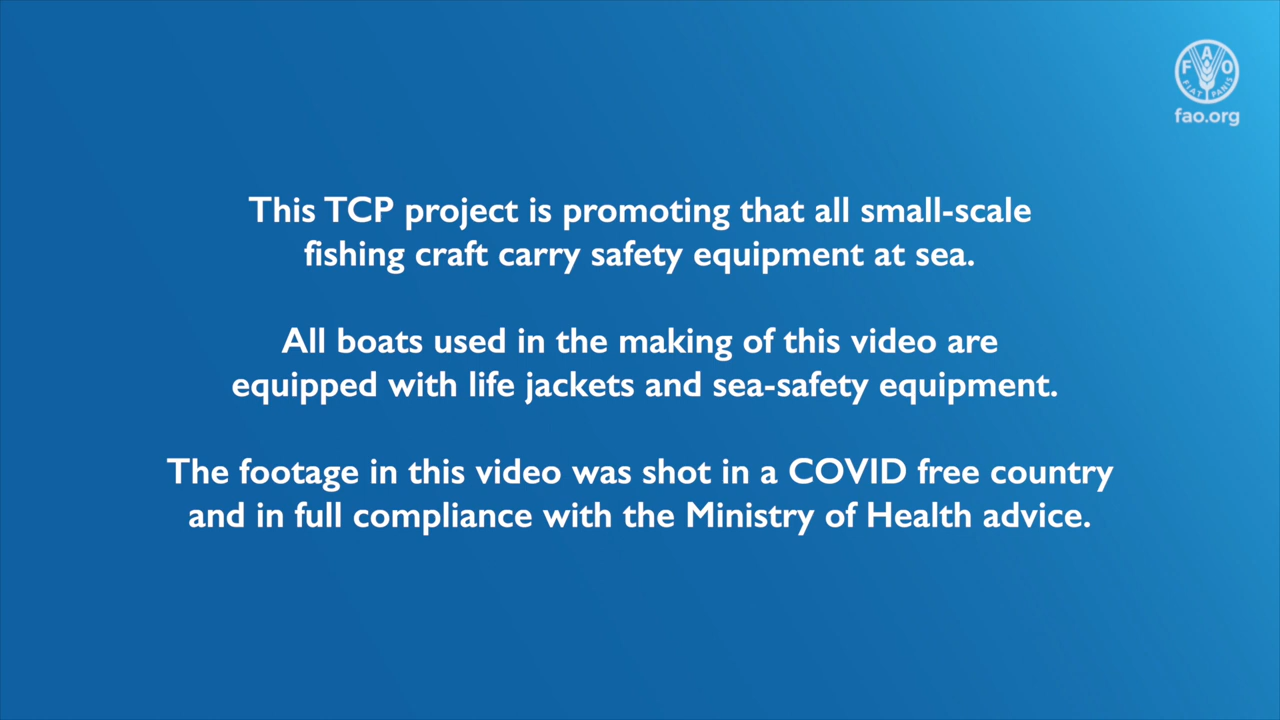 F A O
FIAT PANIS
fao.org
This TCP project is promoting that all small-scale
fishing craft carry safety equipment at sea.
All boats used in the making of this video are
equipped with life jackets and sea-safety equipment.
The footage in this video was shot in a COVID free country
and in full compliance with the Ministry of Health advice.